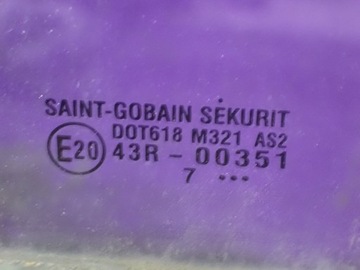 SAINT-GOBAIN SEKURIT
DOT618 M321 AS2
E20 43R - 00351
7 •••